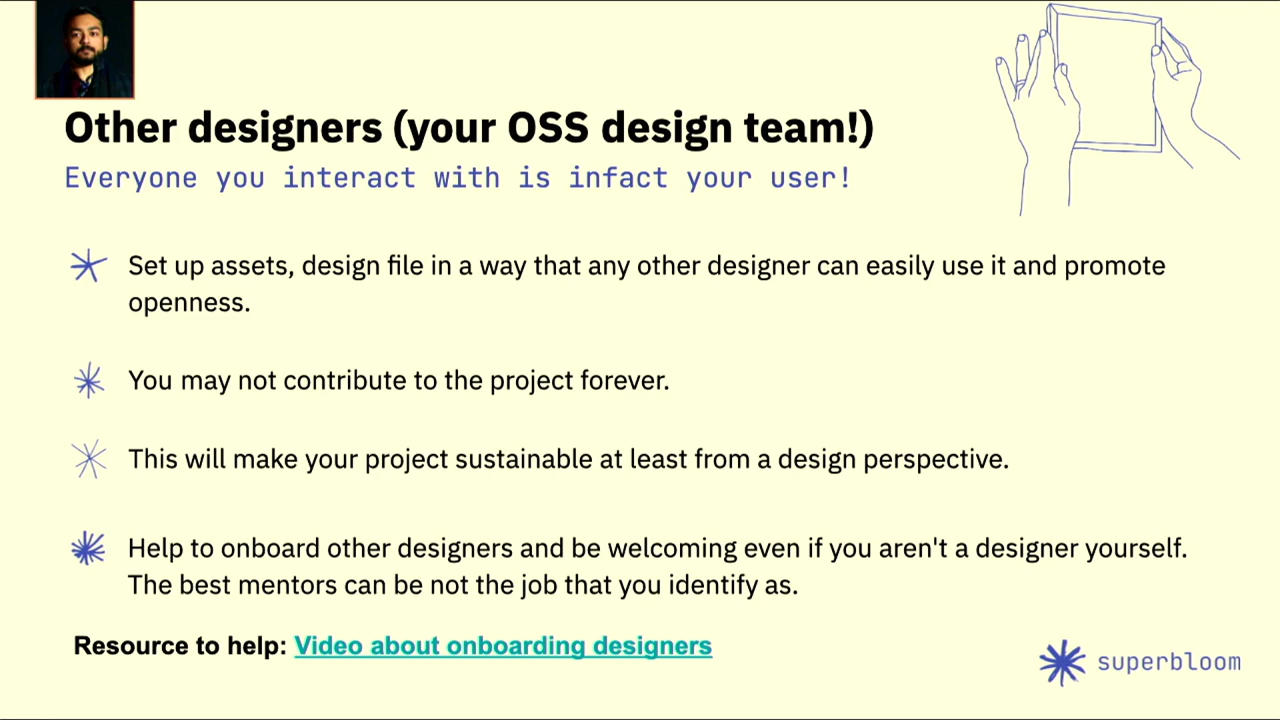 Other designers (your OSS design team!)
Everyone you interact with is infact your user!
Set up assets, design file in a way that any other designer can easily use it and promote
openness.
You may not contribute to the project forever.
This will make your project sustainable at least from a design perspective.
Help to onboard other designers and be welcoming even if you aren't a designer yourself.
The best mentors can be not the job that you identify as.
Resource to help: Video about onboarding designers
superbloom